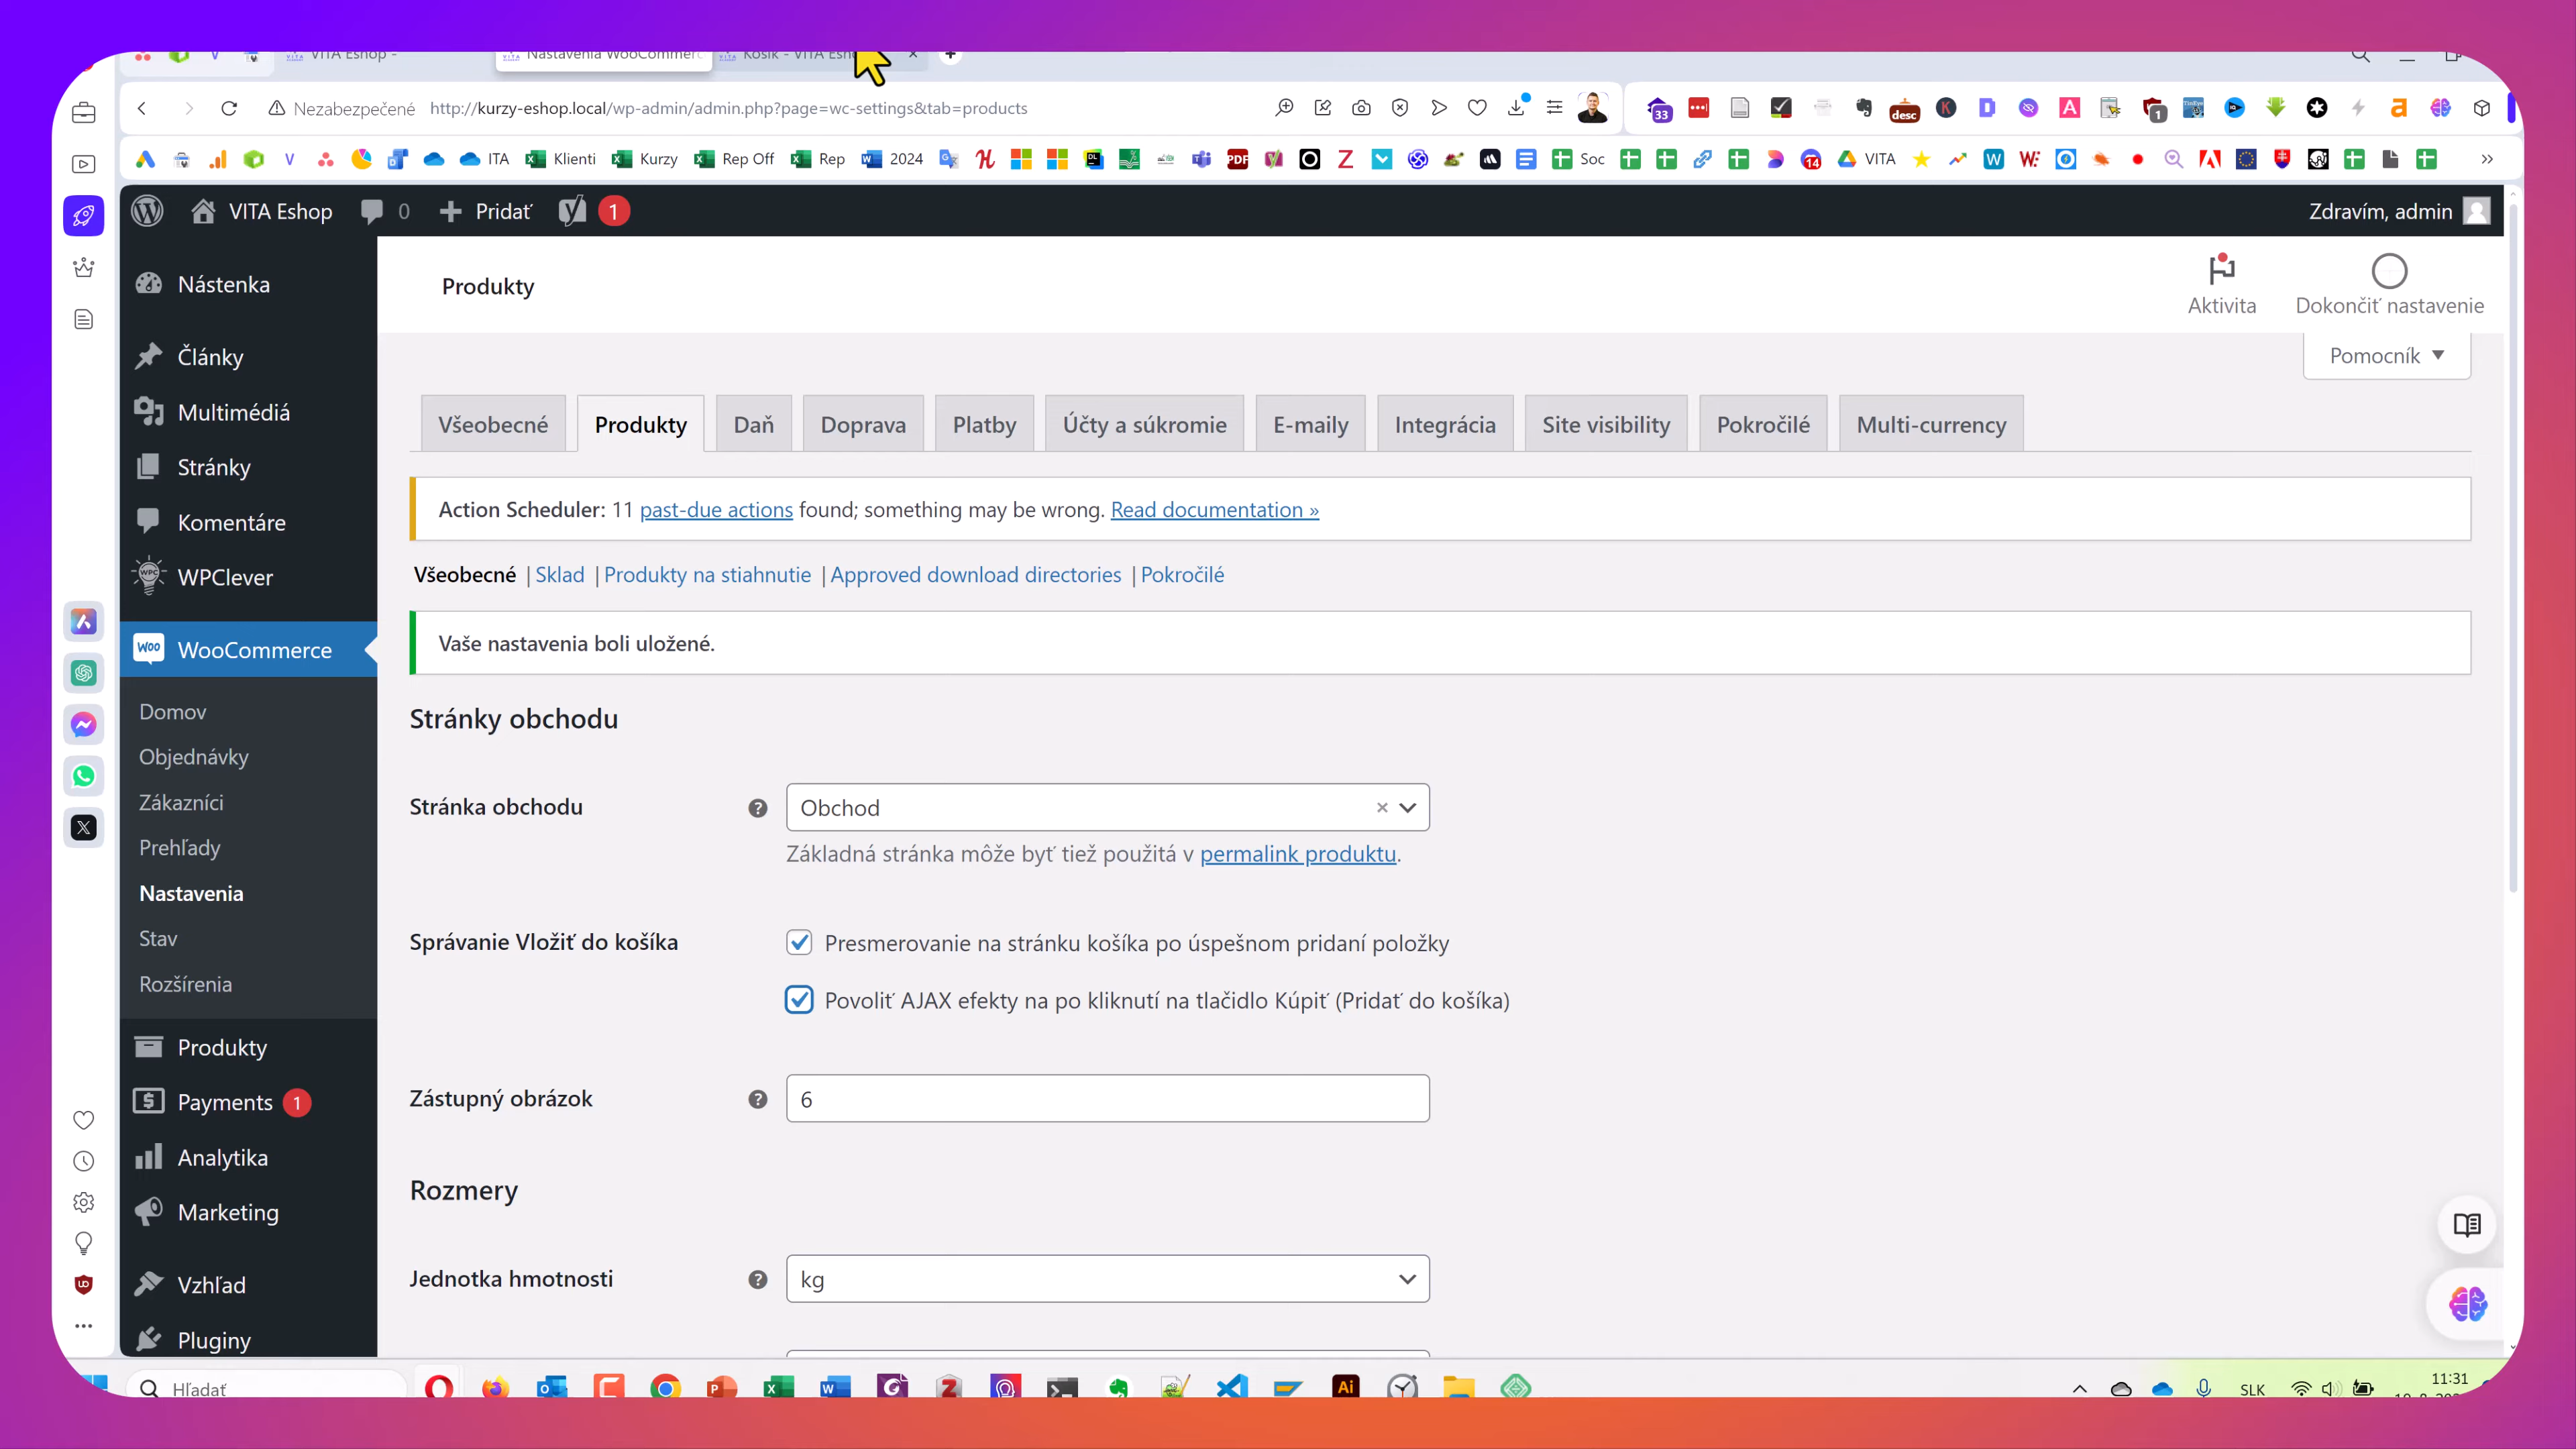 VITA Eshop -
Nastavenia WooCommerc
Košík - VITA Esh
Nezabezpečené http://kurzy-eshop.local/wp-admin/admin.php?page=wc-settings&tab=products
33
desc
1
ITA Klienti Kurzy Rep Off Rep 2024 Soc 14 VITA
VITA Eshop 0 Pridať 1
Zdravím, admin
Nástenka
Články
Multimédiá
Stránky
Komentáre
WPClever
WooCommerce
Domov
Objednávky
Zákazníci
Prehľady
Nastavenia
Stav
Rozšírenia
Produkty
Payments 1
Analytika
Marketing
Vzhľad
Pluginy
Produkty
Aktivita
Dokončiť nastavenie
Pomocník
Všeobecné Produkty Daň Doprava Platby Účty a súkromie E-maily Integrácia Site visibility Pokročilé Multi-currency
Action Scheduler: 11 past-due actions found; something may be wrong. Read documentation »
Všeobecné | Sklad | Produkty na stiahnutie | Approved download directories | Pokročilé
Vaše nastavenia boli uložené.
Stránky obchodu
Stránka obchodu
Obchod
Základná stránka môže byť tiež použitá v permalink produktu.
Správanie Vložiť do košíka
Presmerovanie na stránku košíka po úspešnom pridaní položky
Povoliť AJAX efekty na po kliknutí na tlačidlo Kúpiť (Pridať do košíka)
Zástupný obrázok
6
Rozmery
Jednotka hmotnosti
kg
Hľadať
SLK
11:31